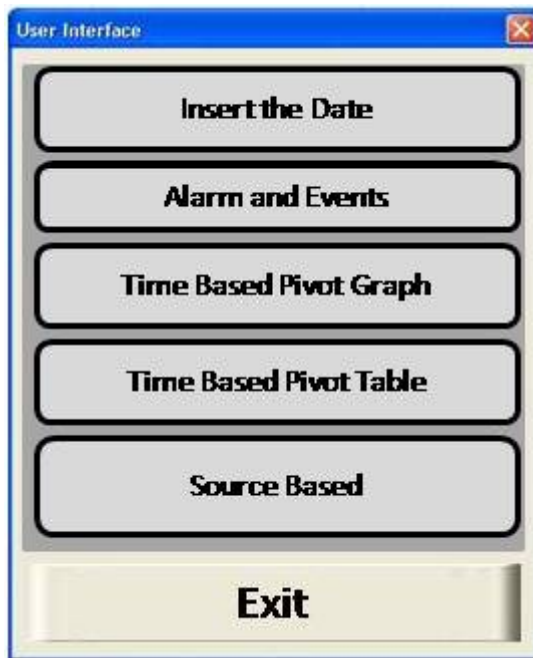 User Interface
Insert the Date
Alarm and Events
Time Based Pivot Graph
Time Based Pivot Table
Source Based
Exit